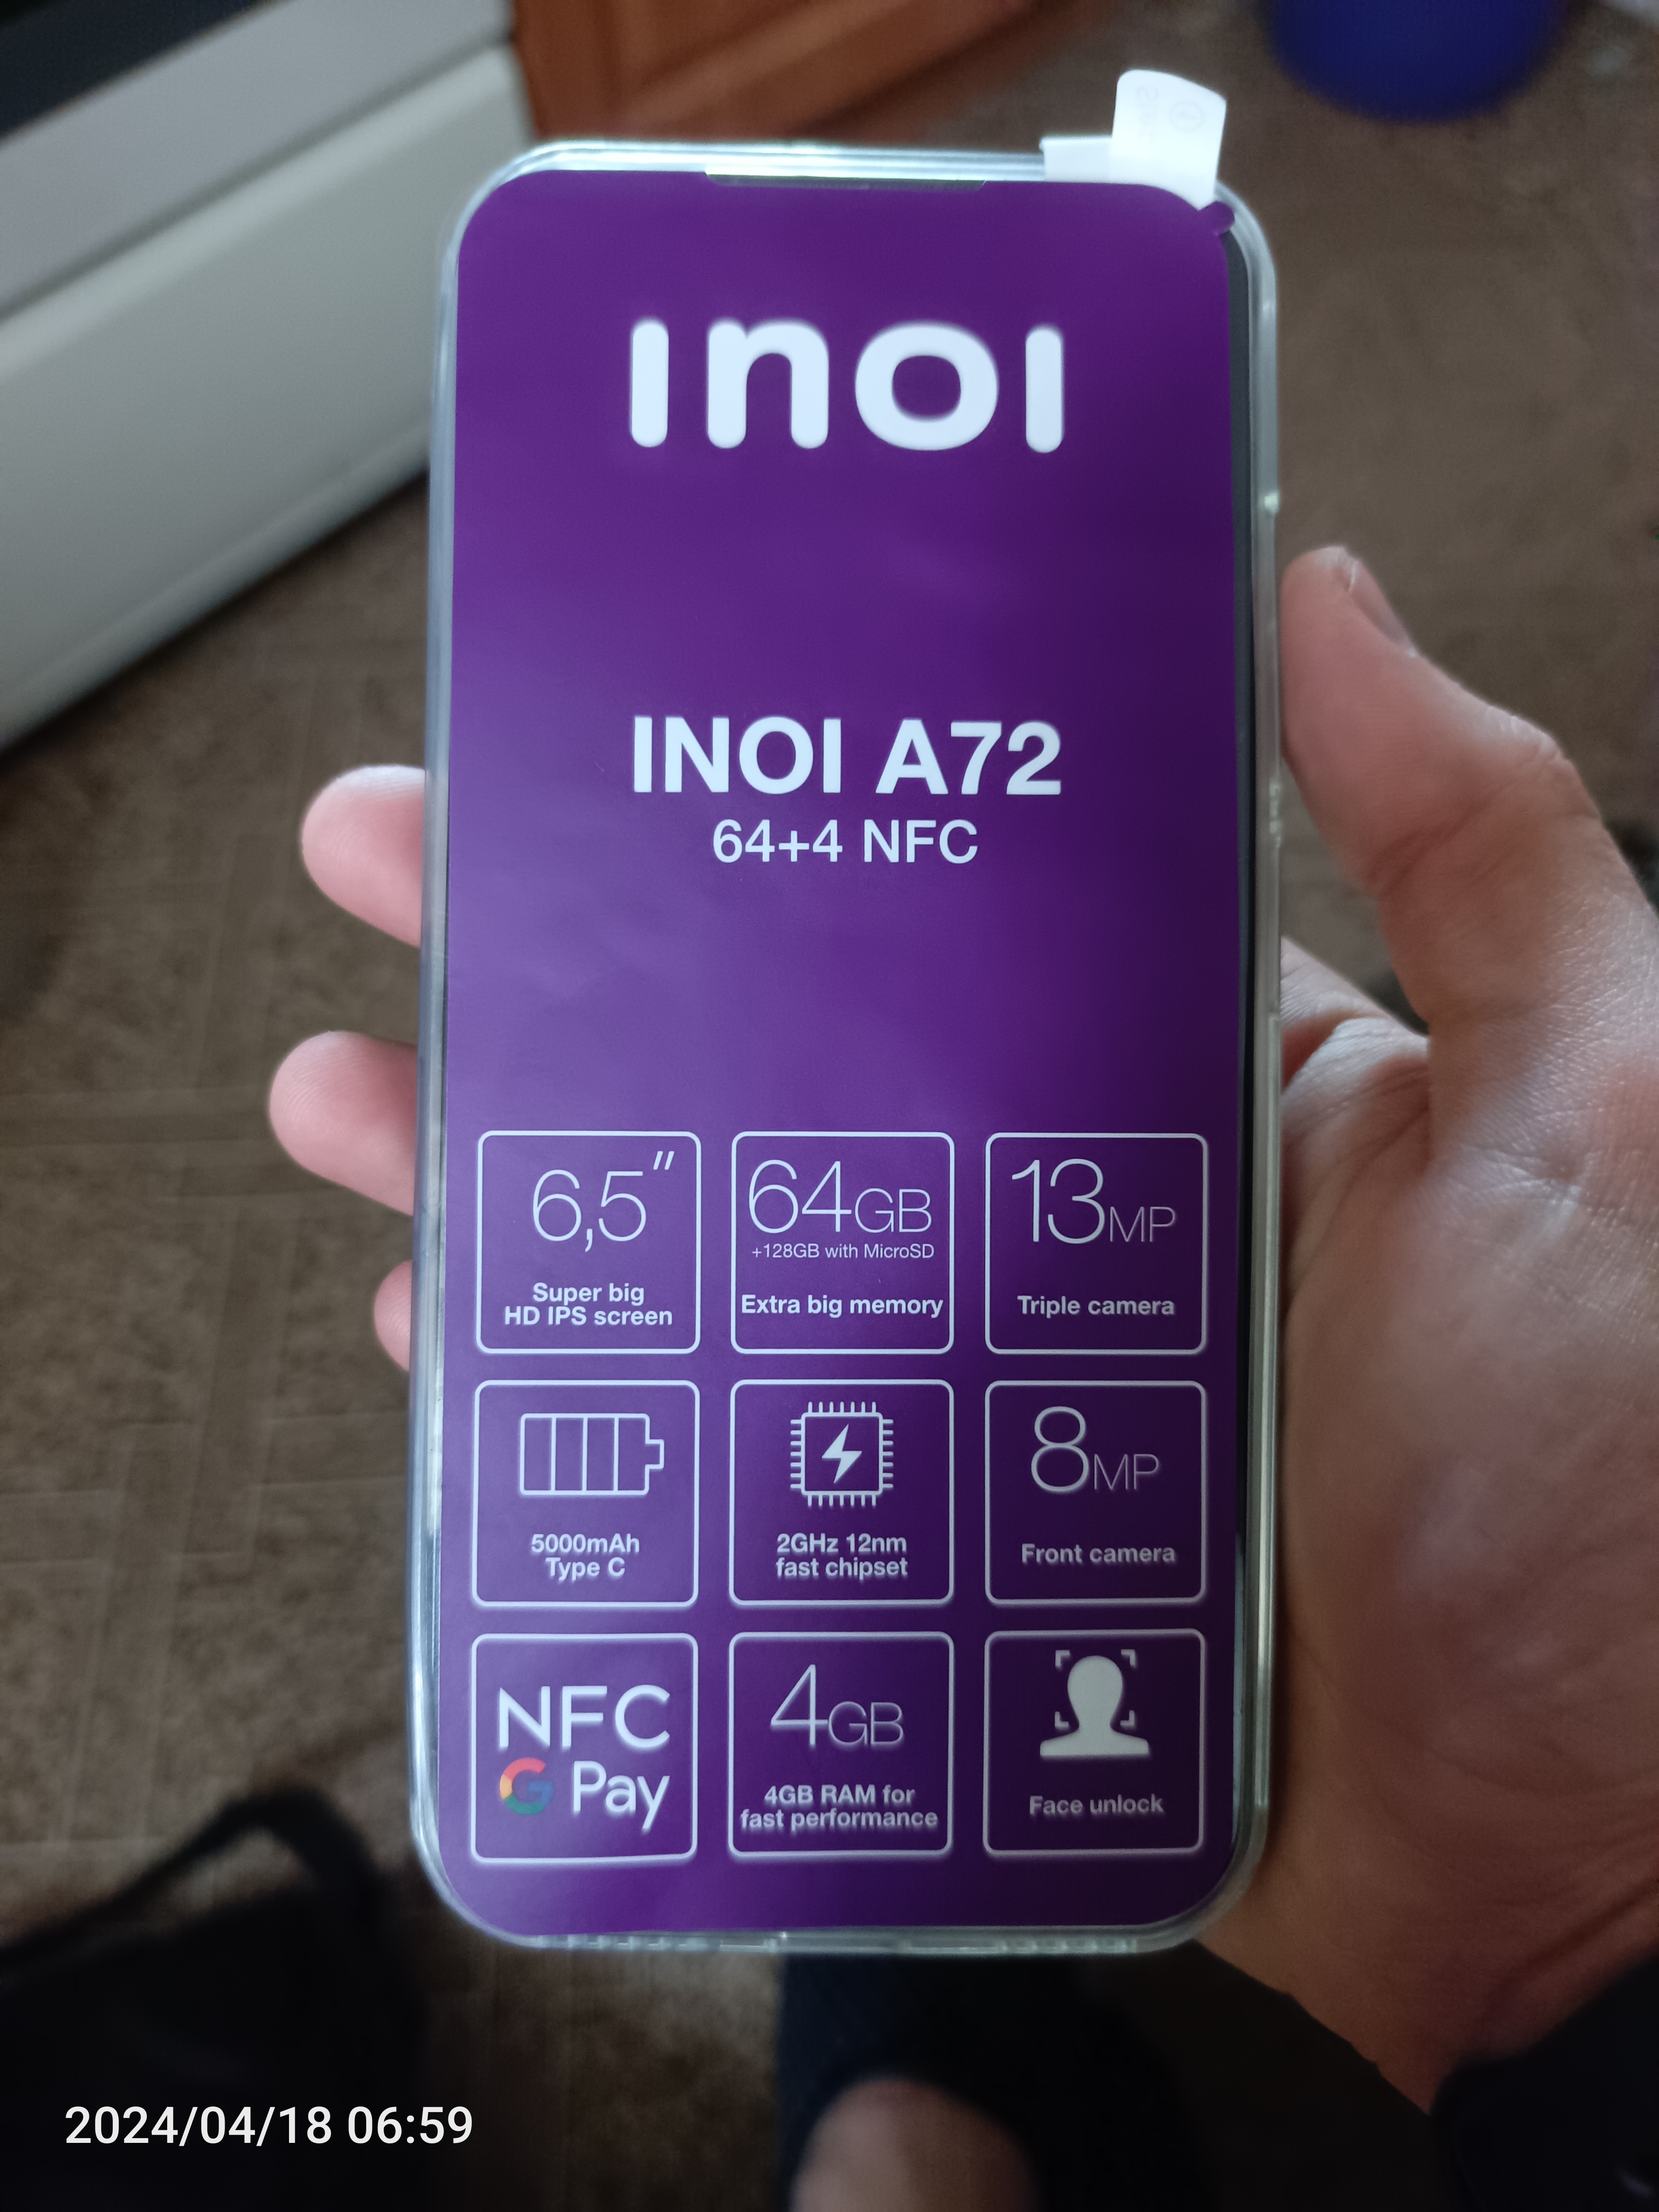 ınoı
INOI A72
64+4 NFC
6,5″
Super big
HD IPS screen
64GB
+128GB with MicroSD
Extra big memory
13MP
Triple camera
5000mAh
Type C
2GHz 12nm
fast chipset
8MP
Front camera
NFC
G Pay
4GB
4GB RAM for
fast performance
Face unlock
2024/04/18 06:59